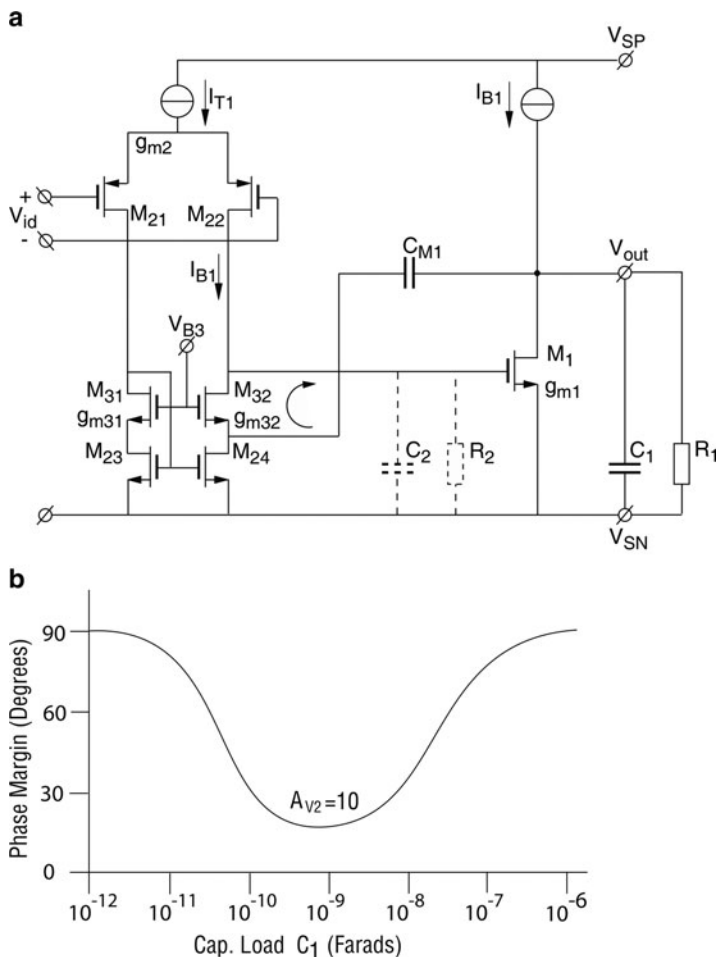 a
V_SP
I_T1
I_B1
g_m2
+
V_id
-
M_21
M_22
C_M1
V_out
I_B1
V_B3
M_1
M_31
M_32
g_m31
g_m32
g_m1
M_23
M_24
C_2
R_2
C_1
R_1
V_SN
b
Phase Margin (Degrees)
90
60
30
0
A_V2=10
10^-12
10^-11
10^-10
10^-9
10^-8
10^-7
10^-6
Cap. Load C_1 (Farads)